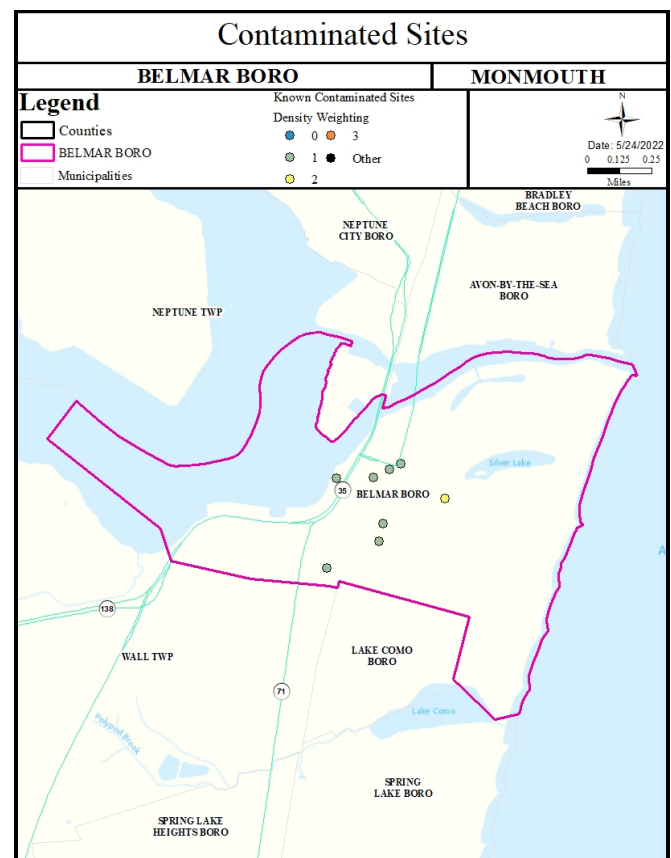 Contaminated Sites
BELMAR BORO
MONMOUTH
Legend
Counties
BELMAR BORO
Municipalities
Known Contaminated Sites
Density Weighting
0 3
1 Other
2
N
Date: 5/24/2022
0 0.125 0.25
Miles
BRADLEY
BEACH BORO
NEPTUNE
CITY BORO
AVON-BY-THE-SEA
BORO
NEPTUNE TWP
Silver Lake
35
BELMAR BORO
A
138
WALL TWP
LAKE COMO
BORO
71
Lake Como
Polypod
Brook
SPRING
LAKE BORO
SPRING LAKE
HEIGHTS BORO